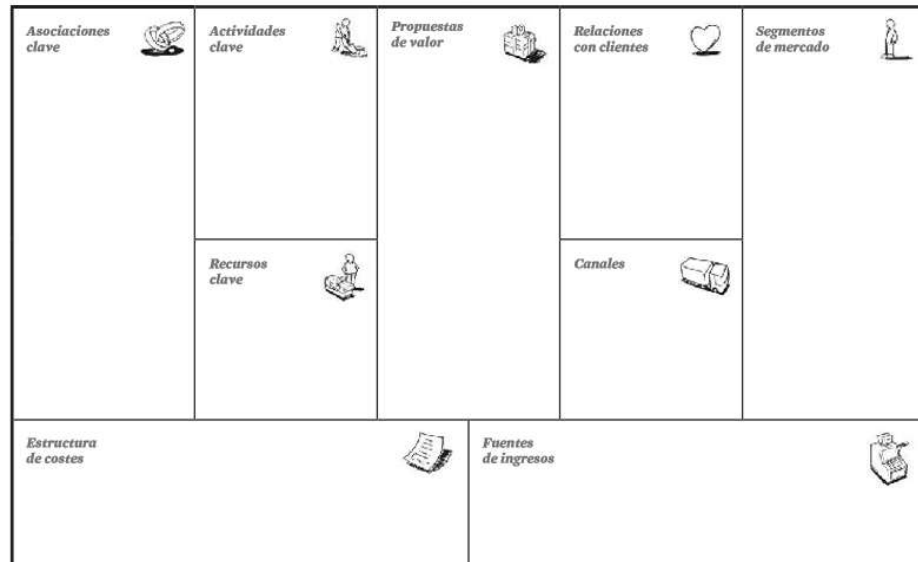 Asociaciones
clave
Actividades
clave
Propuestas
de valor
Relaciones
con clientes
Segmentos
de mercado
Recursos
clave
Canales
Estructura
de costes
Fuentes
de ingresos